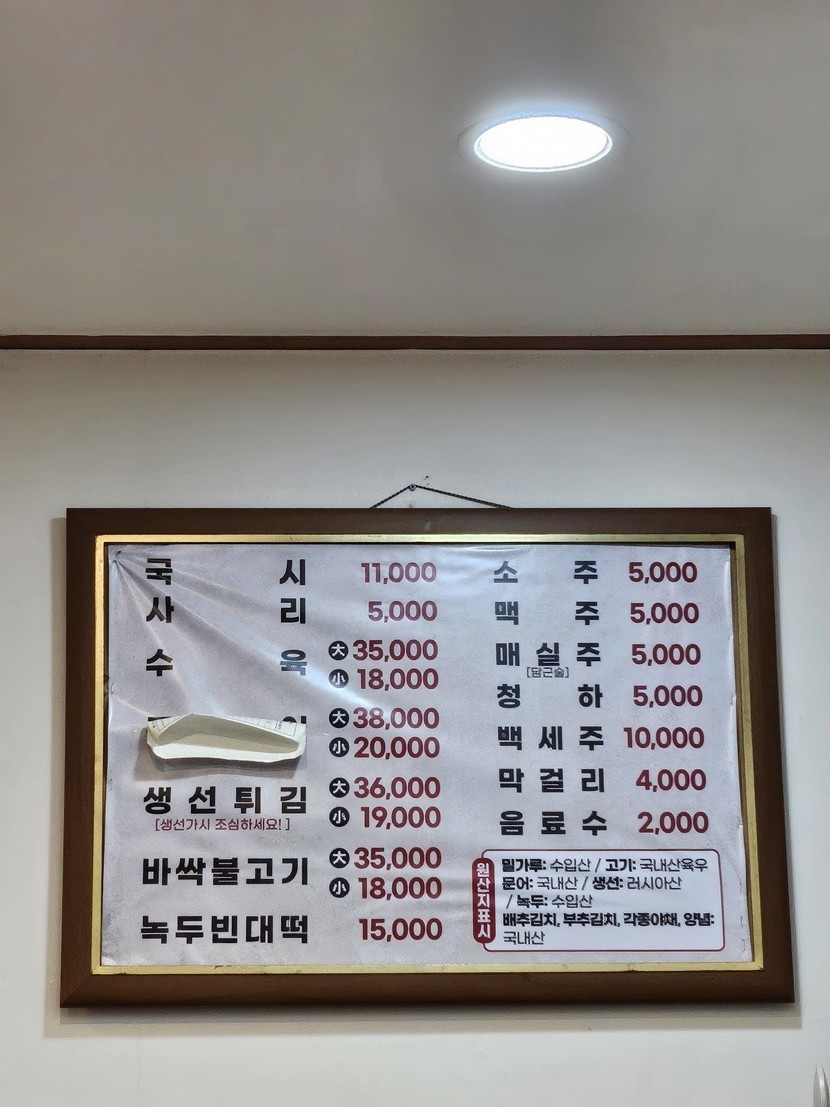 국 시 11,000
사 리 5,000
수 육 大 35,000
小 18,000
大 38,000
小 20,000
생 선 튀 김 大 36,000
[생선가시 조심하세요! ] 小 19,000
바싹불고기 大 35,000
小 18,000
녹두빈대떡 15,000
소 주 5,000
맥 주 5,000
매 실 주 5,000
[담근술]
청 하 5,000
백 세 주 10,000
막 걸 리 4,000
음 료 수 2,000
원산지표시
밀가루: 수입산 / 고기: 국내산육우
문어: 국내산 / 생선: 러시아산
/ 녹두: 수입산
배추김치, 부추김치, 각종야채, 양념:
국내산